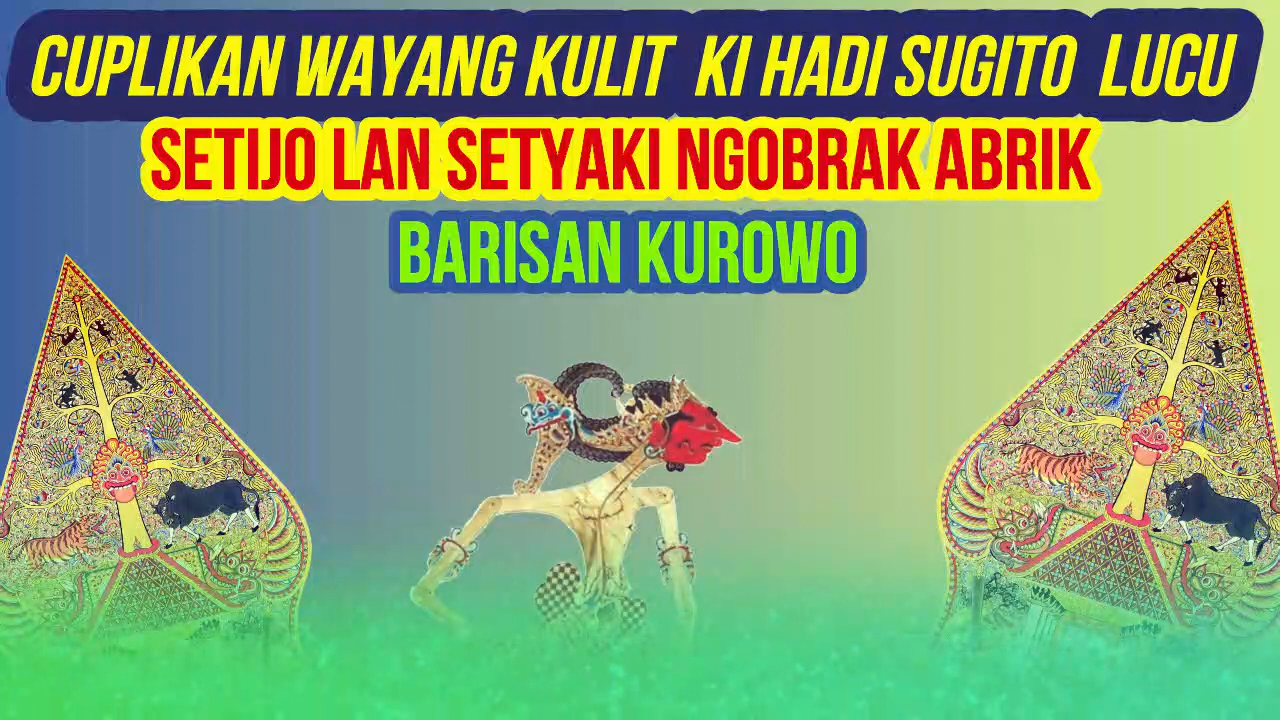 CUPLIKAN WAYANG KULIT KI HADI SUGITO LUCU
SETIJO LAN SETYAKI NGOBRAK ABRIK
BARISAN KUROWO